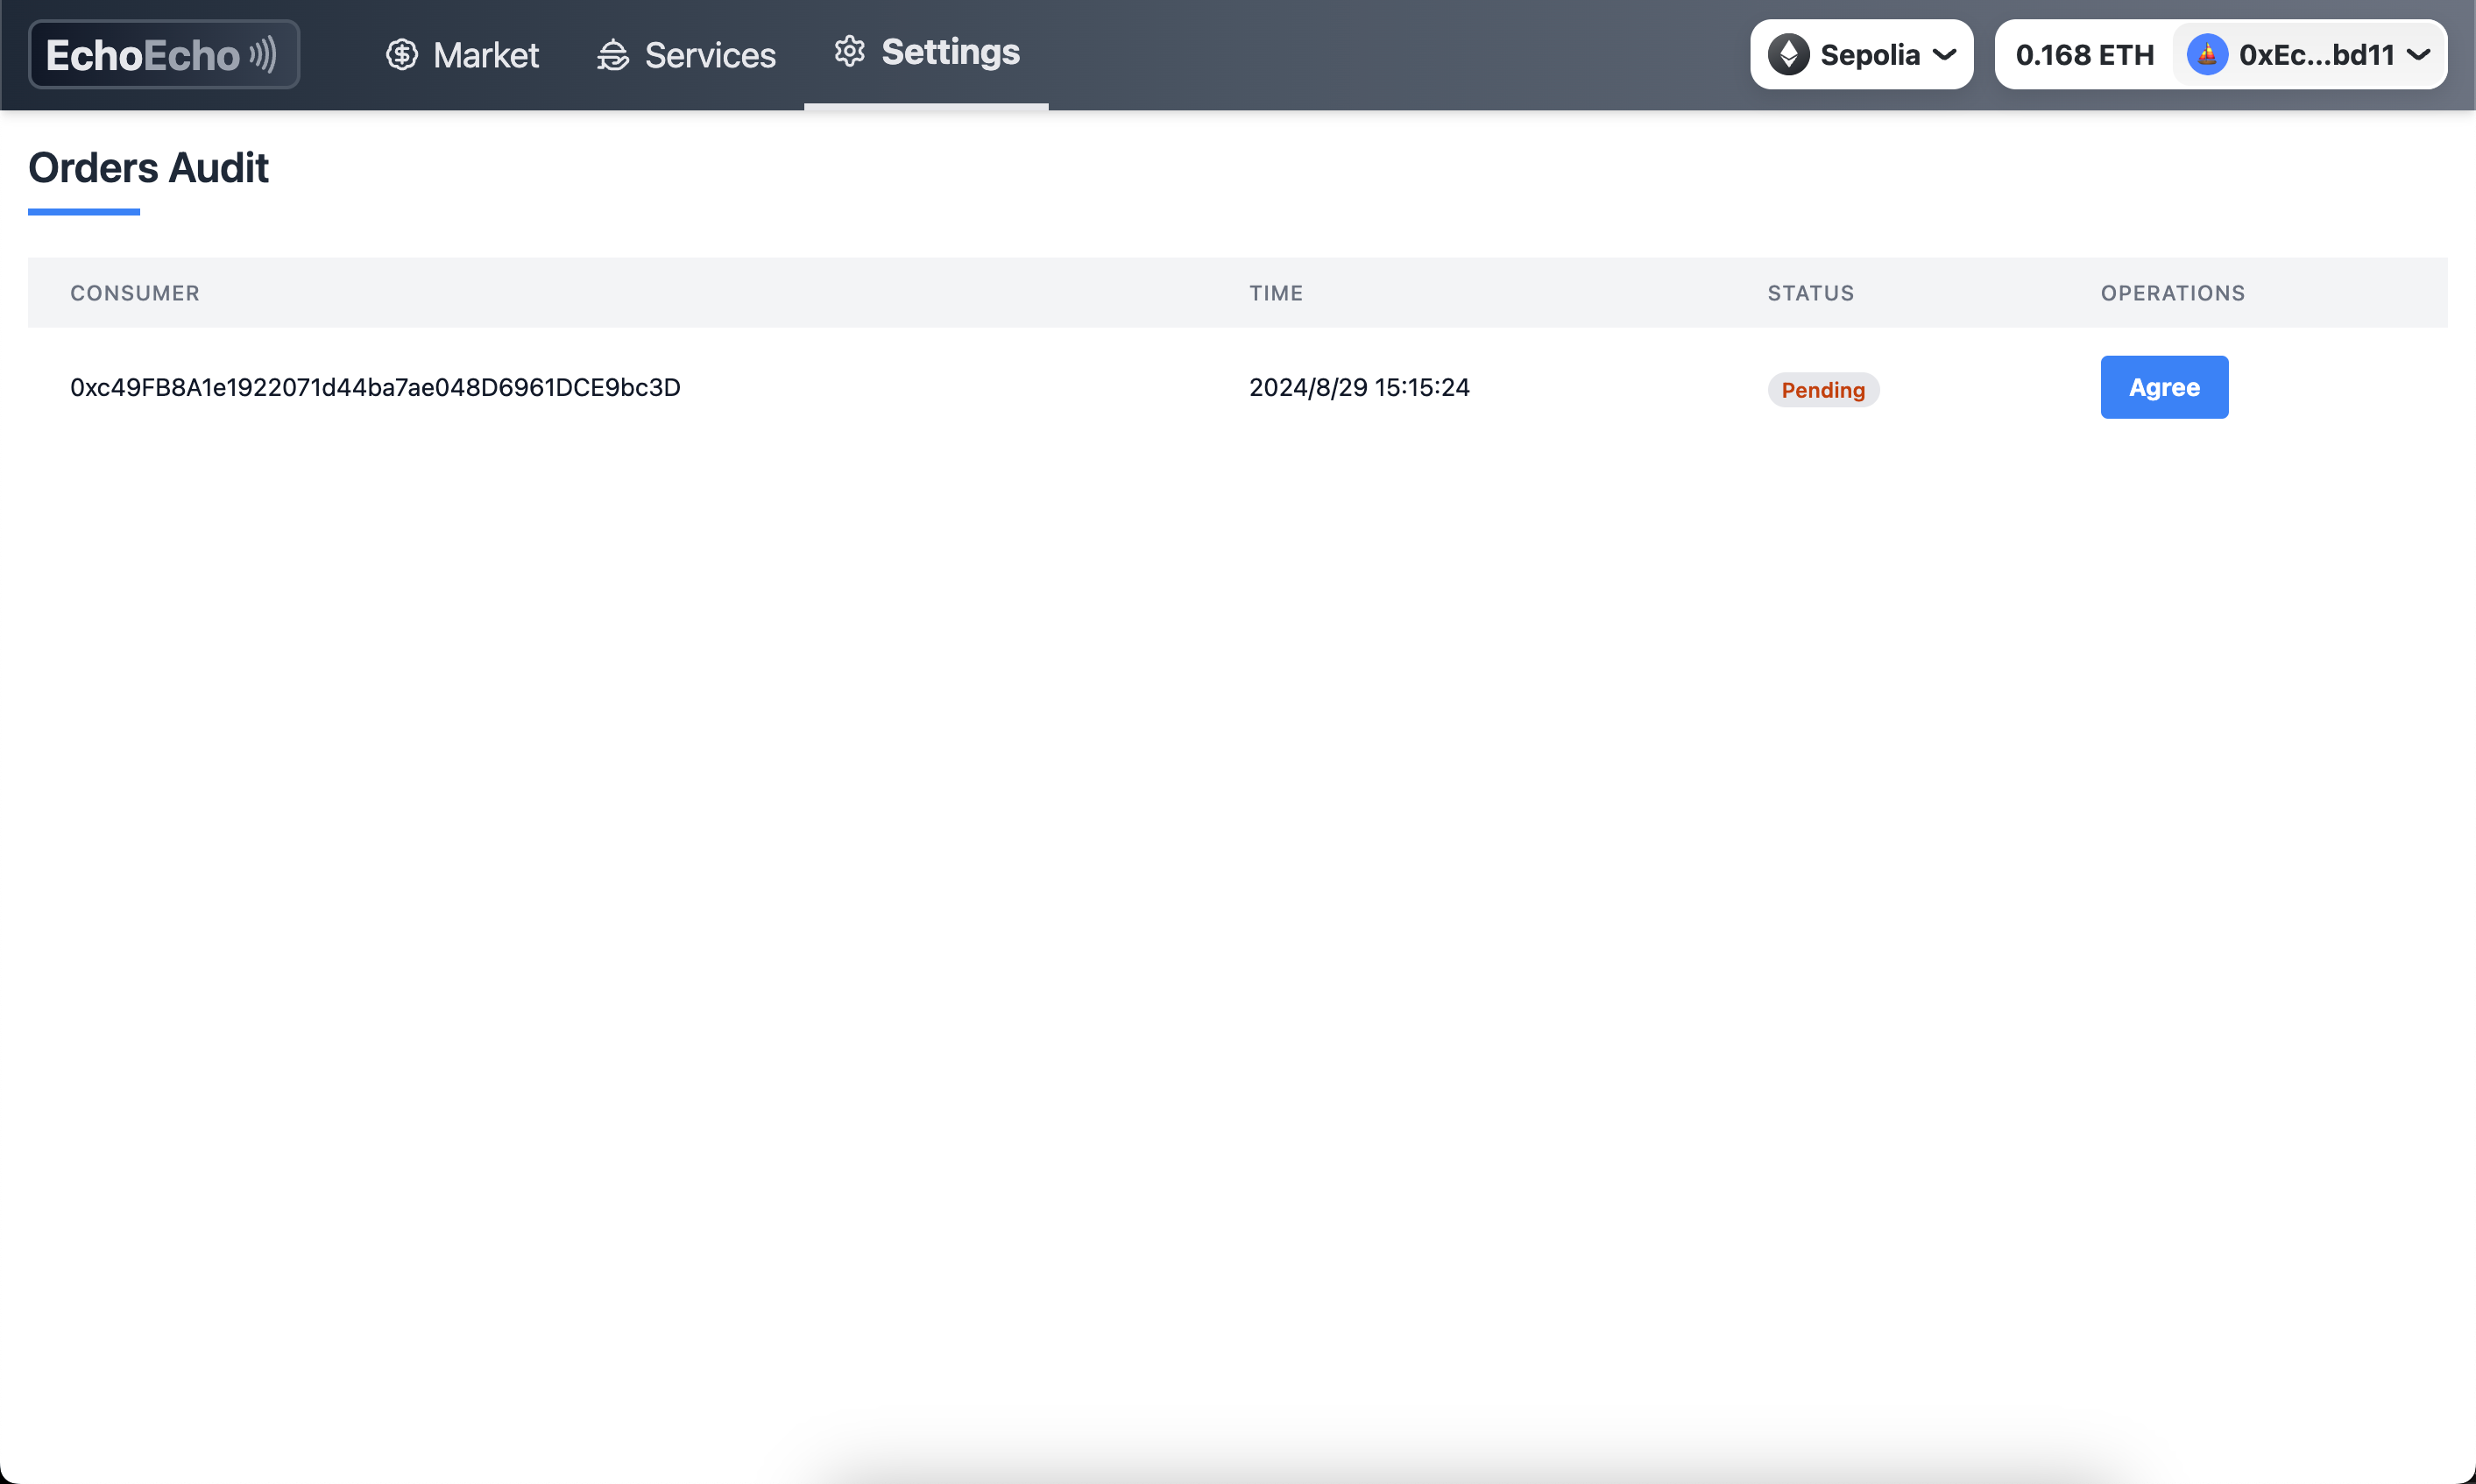 EchoEcho Market Services Settings Sepolia 0.168 ETH 0xEc...bd11
Orders Audit
CONSUMER TIME STATUS OPERATIONS
0xc49FB8A1e1922071d44ba7ae048D6961DCE9bc3D 2024/8/29 15:15:24 Pending Agree